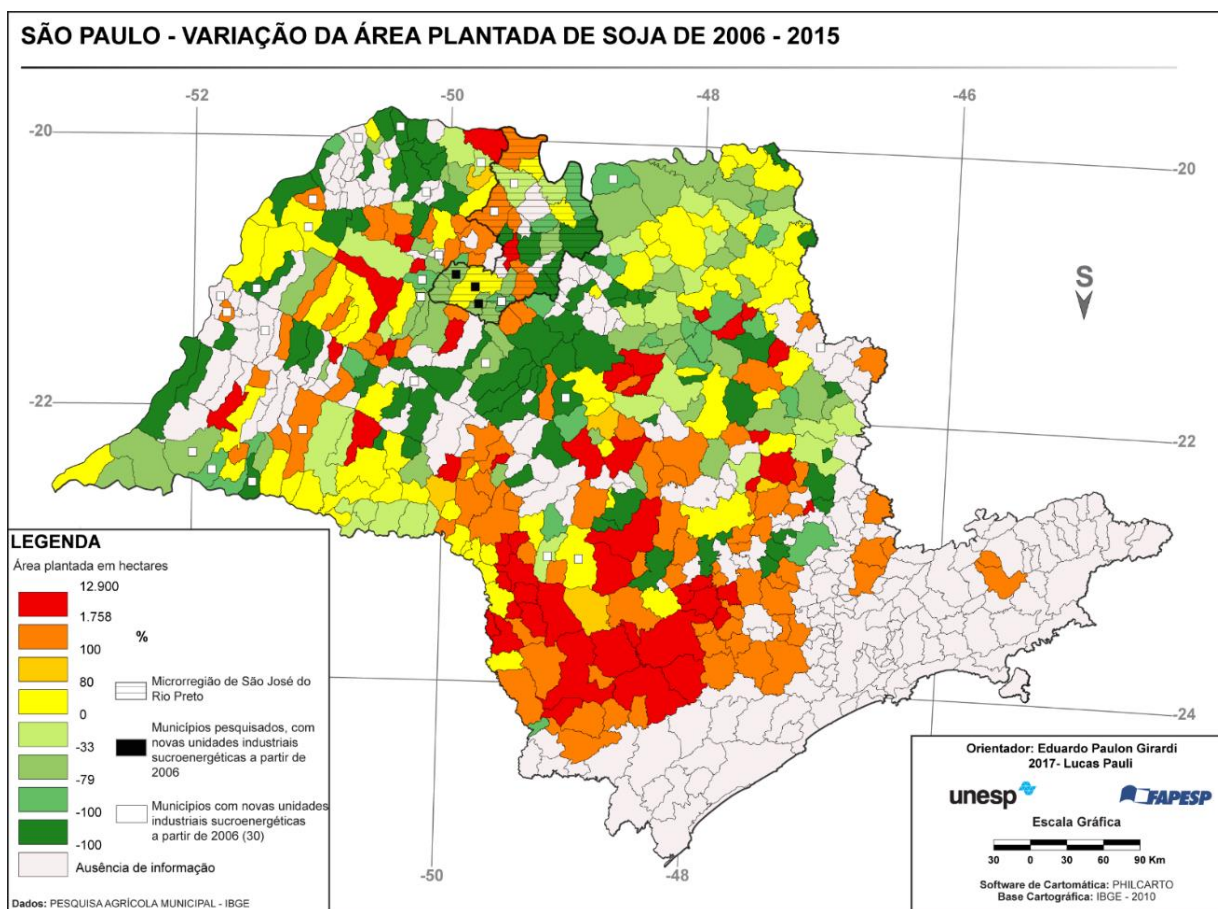 SÃO PAULO - VARIAÇÃO DA ÁREA PLANTADA DE SOJA DE 2006 - 2015
-52
-50
-48
-46
-20
-20
S
-22
-22
-24
-50
-48
LEGENDA
Área plantada em hectares
12.900
1.758
%
100
80
0
-33
-79
-100
-100
Ausência de informação
Microrregião de São José do
Rio Preto
Municípios pesquisados, com
novas unidades industriais
sucroenergéticas a partir de
2006
Municípios com novas unidades
industriais sucroenergéticas
a partir de 2006 (30)
Dados: PESQUISA AGRÍCOLA MUNICIPAL - IBGE
Orientador: Eduardo Paulon Girardi
2017- Lucas Pauli
unesp
FAPESP
Escala Gráfica
30 0 30 60 90 Km
Software de Cartomática: PHILCARTO
Base Cartográfica: IBGE - 2010